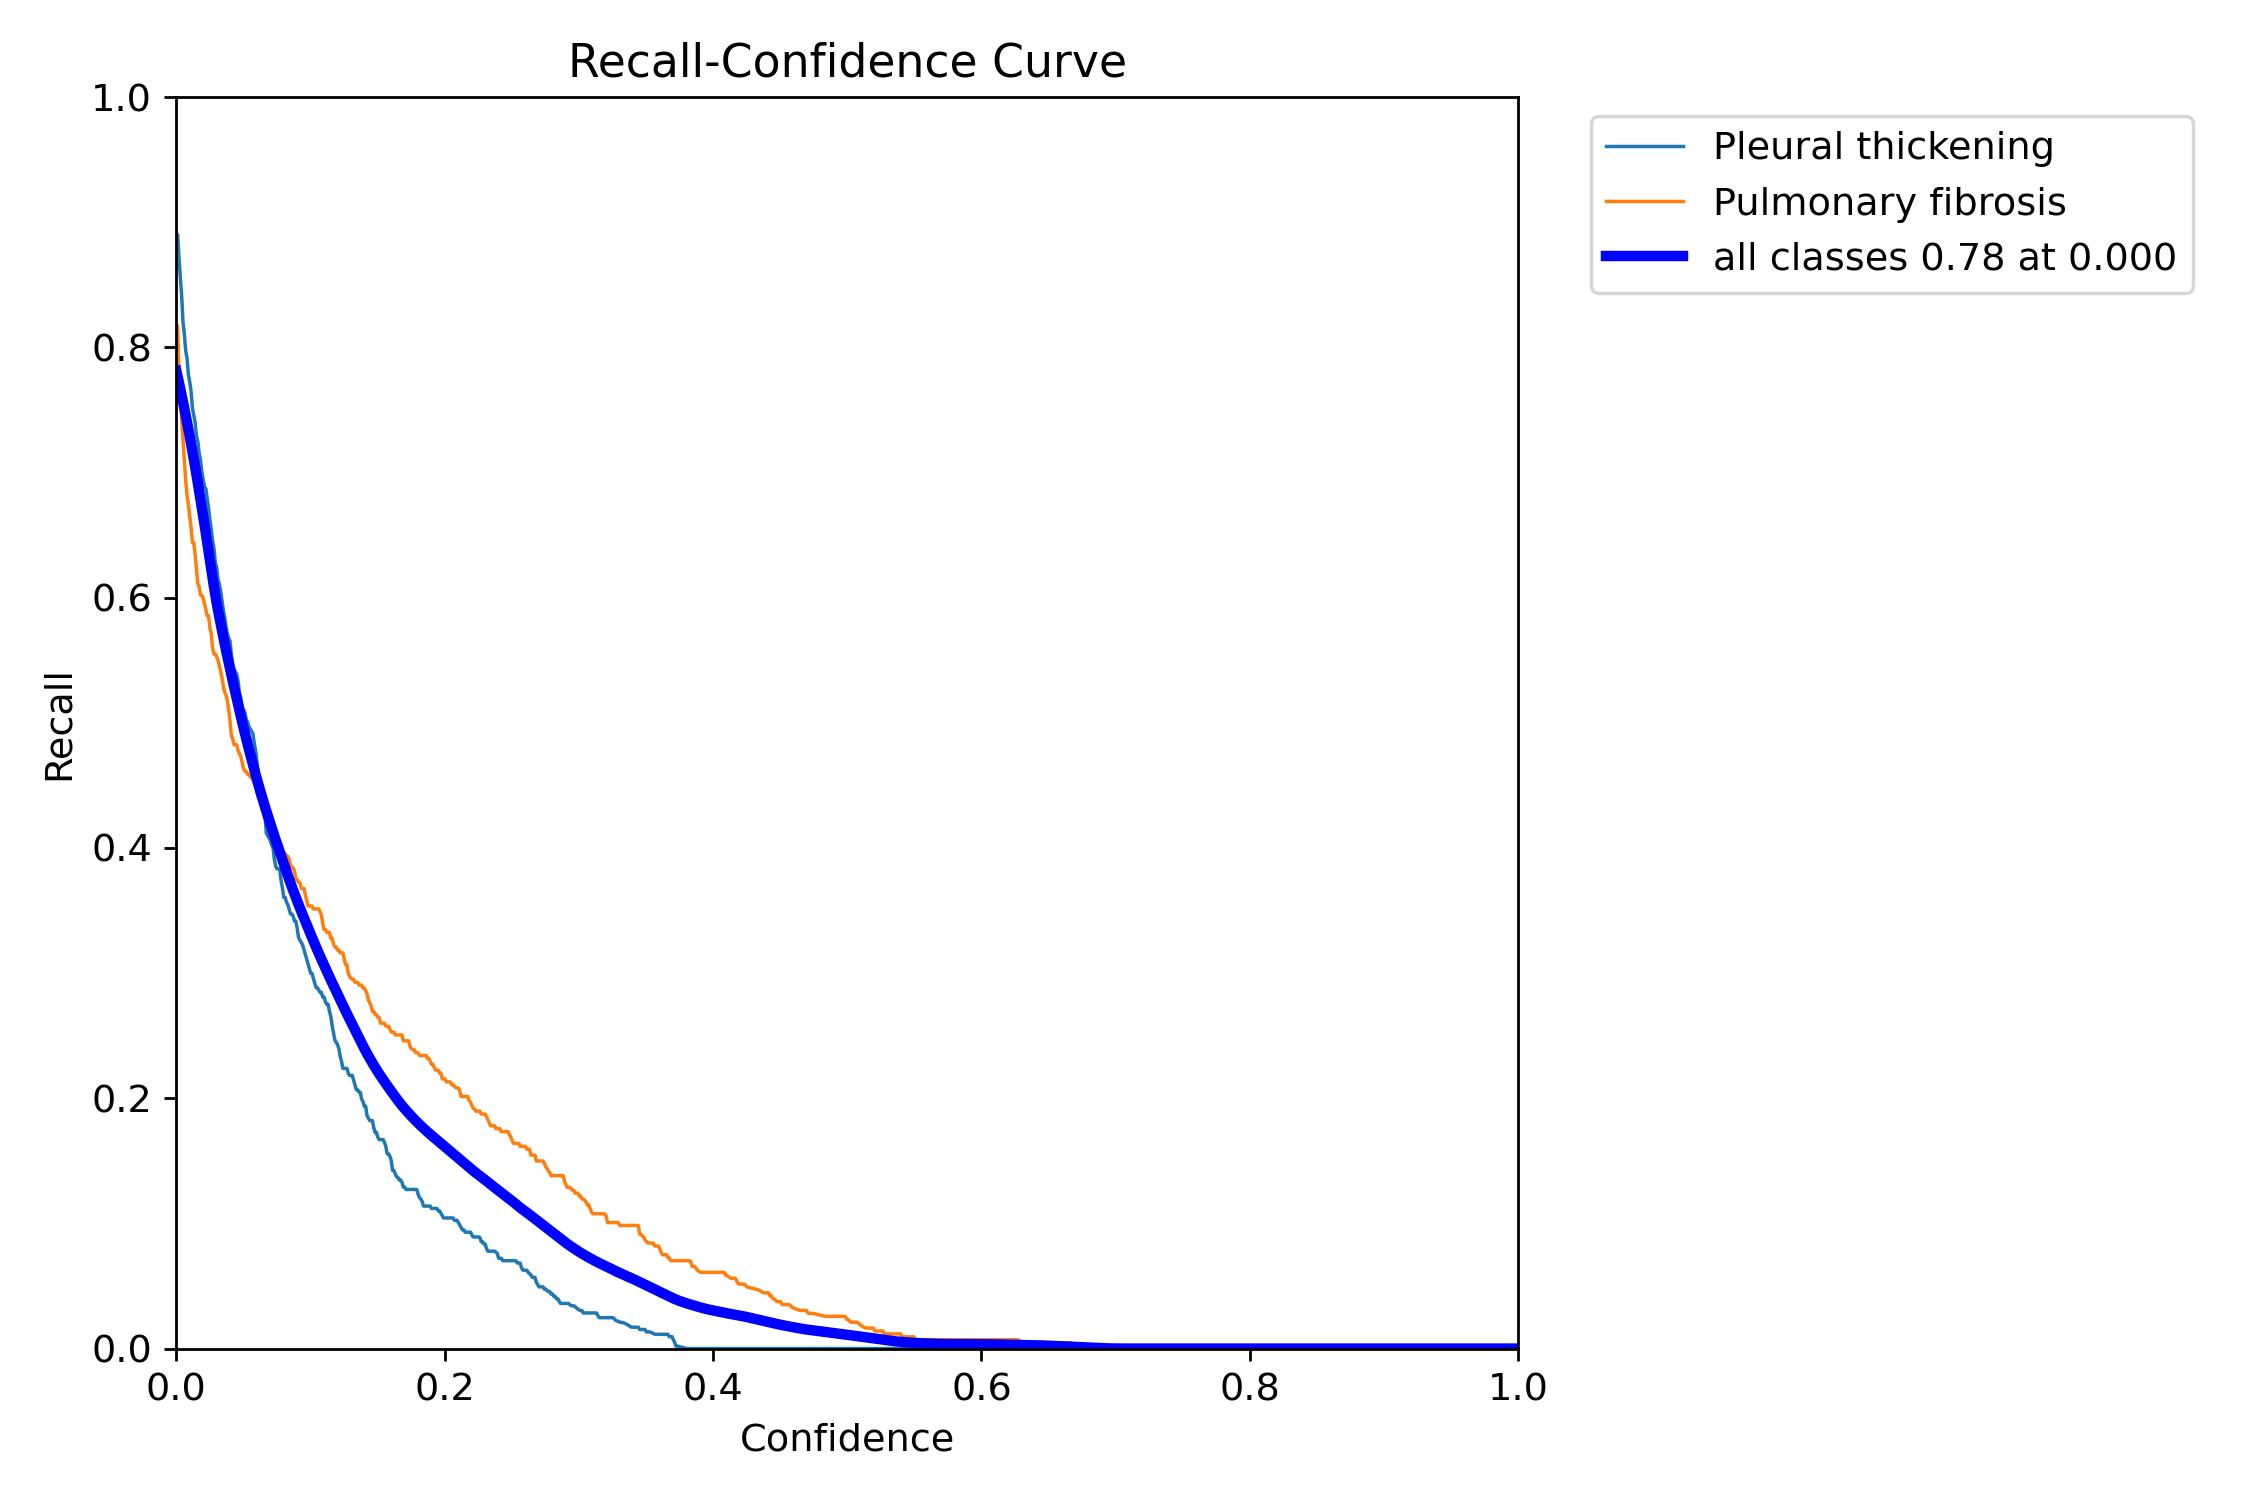 Recall-Confidence Curve
1.0
0.8
0.6
0.4
0.2
0.0
Recall
0.0 0.2 0.4 0.6 0.8 1.0
Confidence
Pleural thickening
Pulmonary fibrosis
all classes 0.78 at 0.000